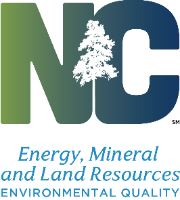 NC
SM
Energy, Mineral
and Land Resources
ENVIRONMENTAL QUALITY